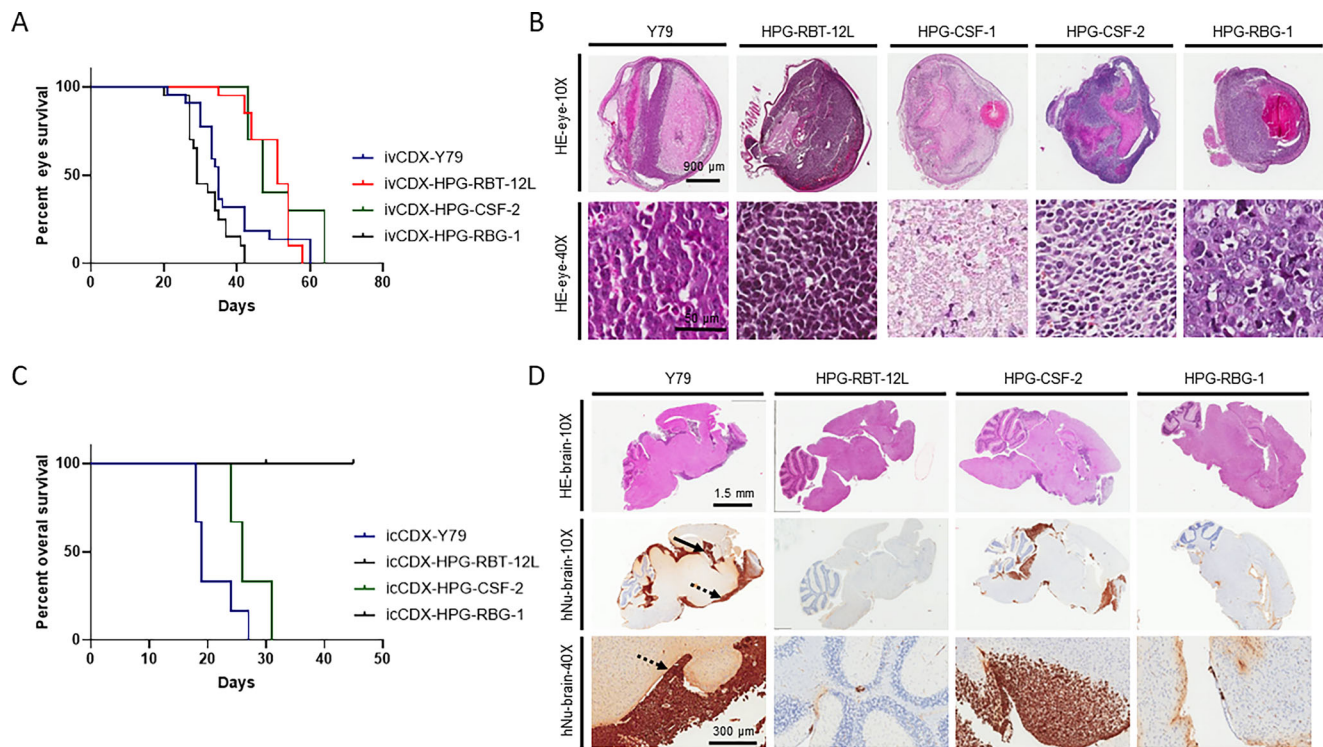 A
Percent eye survival
100
50
0
0 20 40 60 80
Days
ivCDX-Y79
ivCDX-HPG-RBT-12L
ivCDX-HPG-CSF-2
ivCDX-HPG-RBG-1
B
Y79 HPG-RBT-12L HPG-CSF-1 HPG-CSF-2 HPG-RBG-1
HE-eye-10X
900 µm
HE-eye-40X
50 µm
C
Percent overal survival
100
50
0
0 10 20 30 40 50
Days
icCDX-Y79
icCDX-HPG-RBT-12L
icCDX-HPG-CSF-2
icCDX-HPG-RBG-1
D
Y79 HPG-RBT-12L HPG-CSF-2 HPG-RBG-1
HE-brain-10X
1.5 mm
hNu-brain-10X
hNu-brain-40X
300 µm